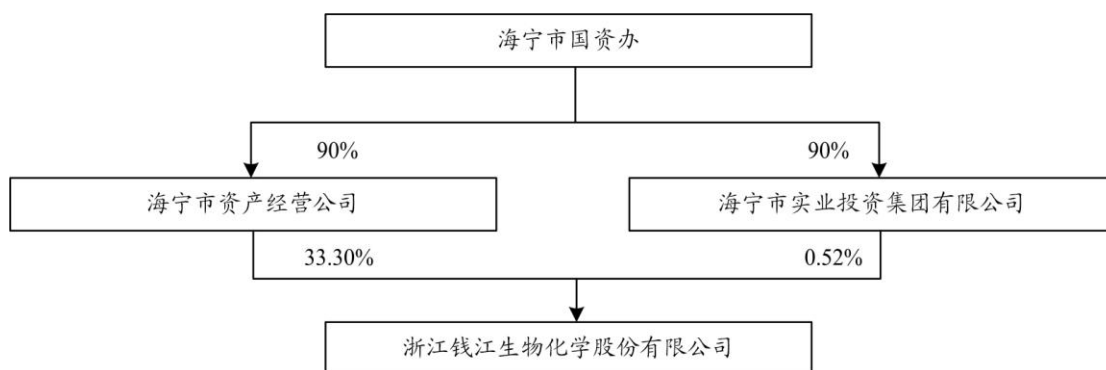 海宁市国资办
90%
90%
海宁市资产经营公司
海宁市实业投资集团有限公司
33.30%
0.52%
浙江钱江生物化学股份有限公司